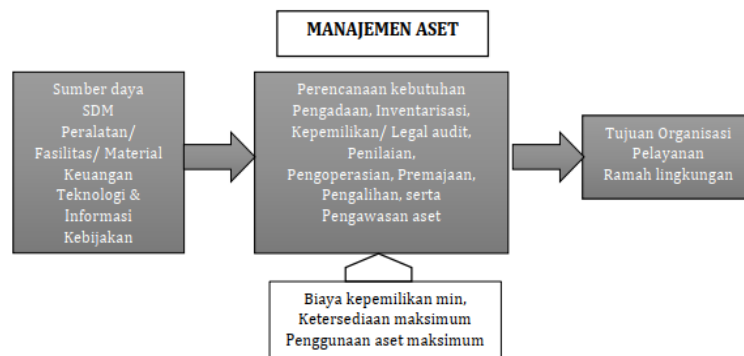 MANAJEMEN ASET
Sumber daya
SDM
Peralatan/
Fasilitas/ Material
Keuangan
Teknologi &
Informasi
Kebijakan
Perencanaan kebutuhan
Pengadaan, Inventarisasi,
Kepemilikan/ Legal audit,
Penilaian,
Pengoperasian, Premajaan,
Pengalihan, serta
Pengawasan aset
Tujuan Organisasi
Pelayanan
Ramah lingkungan
Biaya kepemilikan min,
Ketersediaan maksimum
Penggunaan aset maksimum